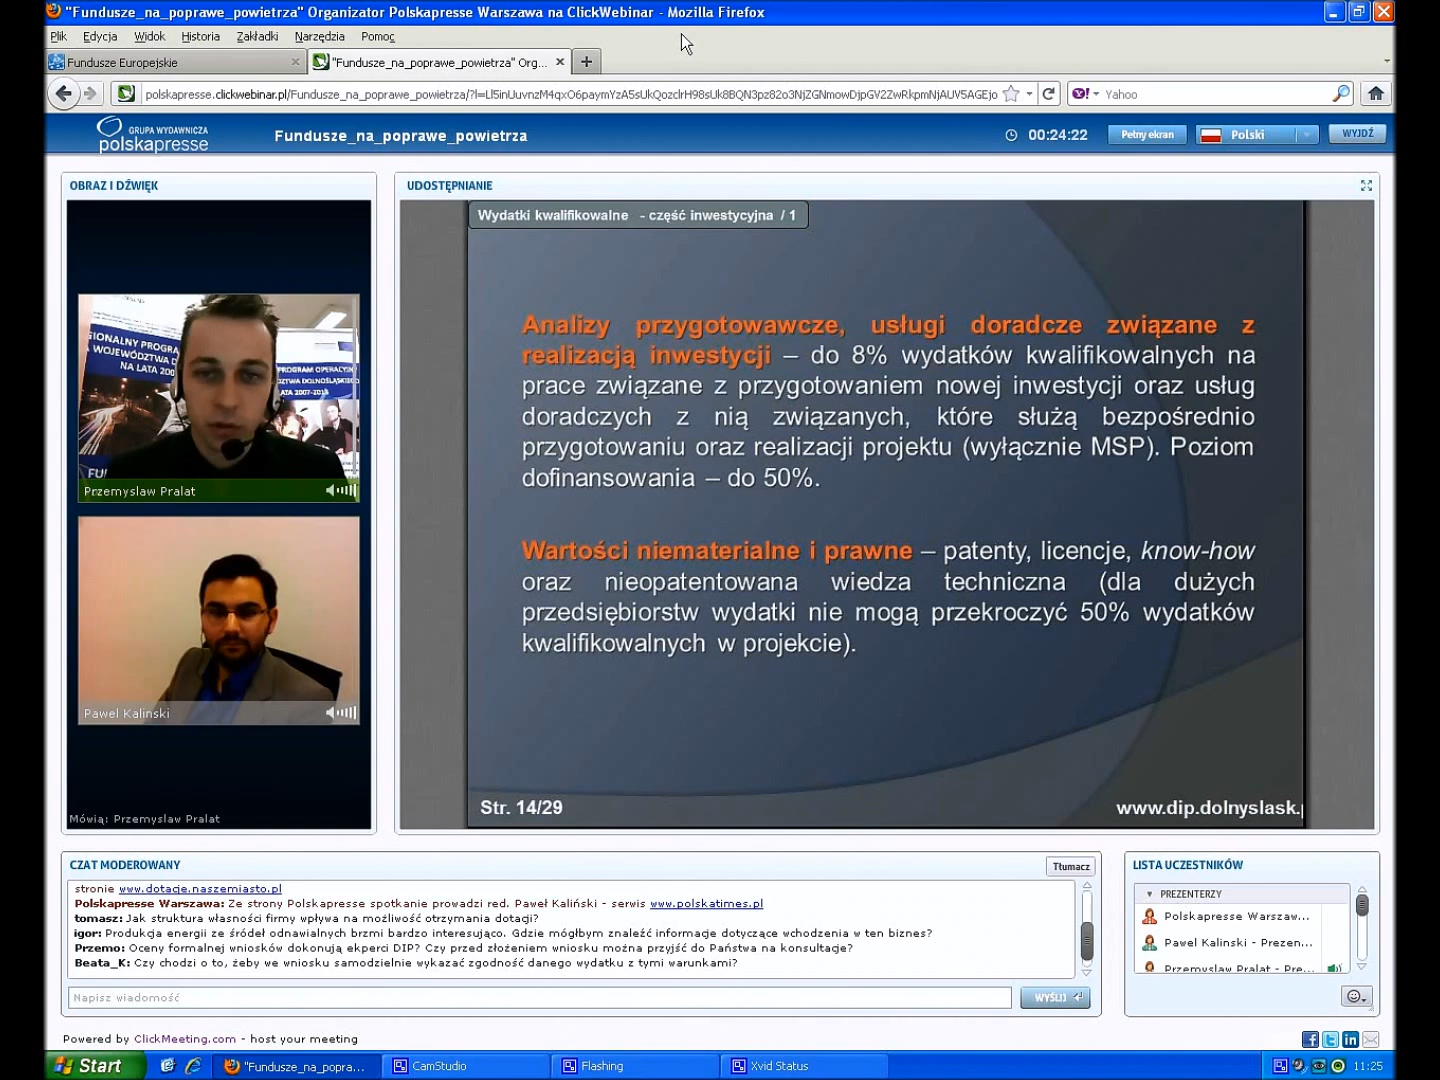 "Fundusze_na_poprawe_powietrza" Organizator Polskapresse Warszawa na ClickWebinar - Mozilla Firefox
Plik Edycja Widok Historia Zakładki Narzędzia Pomoc
Fundusze Europejskie
"Fundusze_na_poprawe_powietrza" Org...
Yahoo
GRUPA WYDAWNICZA
polskapresse
Fundusze_na_poprawe_powietrza
00:24:22
Pełny ekran
Polski
WYJDŹ
OBRAZ I DŹWIĘK
UDOSTĘPNIANIE
Wydatki kwalifikowalne - część inwestycyjna / 1
Analizy przygotowawcze, usługi doradcze związane z
realizacją inwestycji – do 8% wydatków kwalifikowalnych na
prace związane z przygotowaniem nowej inwestycji oraz usług
doradczych z nią związanych, które służą bezpośrednio
przygotowaniu oraz realizacji projektu (wyłącznie MSP). Poziom
dofinansowania – do 50%.
Wartości niematerialne i prawne – patenty, licencje, know-how
oraz nieopatentowana wiedza techniczna (dla dużych
przedsiębiorstw wydatki nie mogą przekroczyć 50% wydatków
kwalifikowalnych w projekcie).
Str. 14/29
www.dip.dolnyslask.
Przemyslaw Pralat
Pawel Kalinski
Mówią: Przemyslaw Pralat
CZAT MODEROWANY
Tłumacz
stronie www.dotacje.naszemiasto.pl
Polskapresse Warszawa: Ze strony Polskapresse spotkanie prowadzi red. Paweł Kaliński - serwis www.polskatimes.pl
tomasz: Jak struktura własności firmy wpływa na możliwość otrzymania dotacji?
igor: Produkcja energii ze źródeł odnawialnych brzmi bardzo interesująco. Gdzie mógłbym znaleźć informacje dotyczące wchodzenia w ten biznes?
Przemo: Oceny formalnej wniosków dokonują ekperci DIP? Czy przed złożeniem wniosku można przyjść do Państwa na konsultacje?
Beata_K: Czy chodzi o to, żeby we wniosku samodzielnie wykazać zgodność danego wydatku z tymi warunkami?
Napisz wiadomość
WYŚLIJ
LISTA UCZESTNIKÓW
PREZENTERZY
Polskapresse Warszaw...
Pawel Kalinski - Prezen...
Przemyslaw Pralat - Pre...
Powered by ClickMeeting.com - host your meeting
Start
"Fundusze_na_popra...
CamStudio
Flashing
Xvid Status
11:25